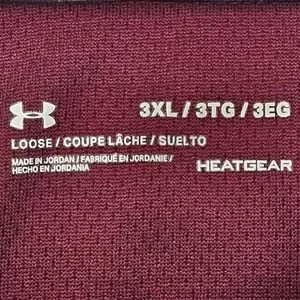 3XL / 3TG / 3EG
LOOSE / COUPE LÂCHE / SUELTO
MADE IN JORDAN / FABRIQUÉ EN JORDANIE /
HECHO EN JORDANIA
HEATGEAR